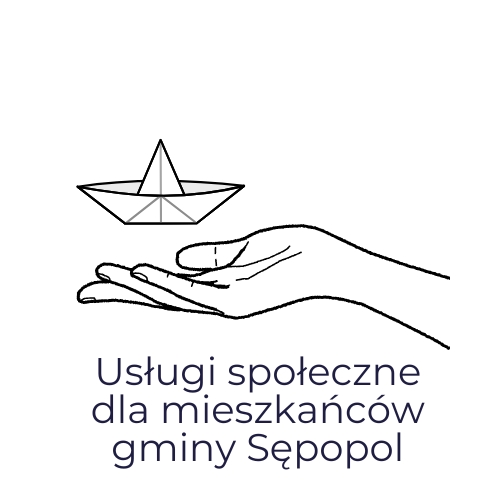 Usługi społeczne
dla mieszkańców
gminy Sępopol